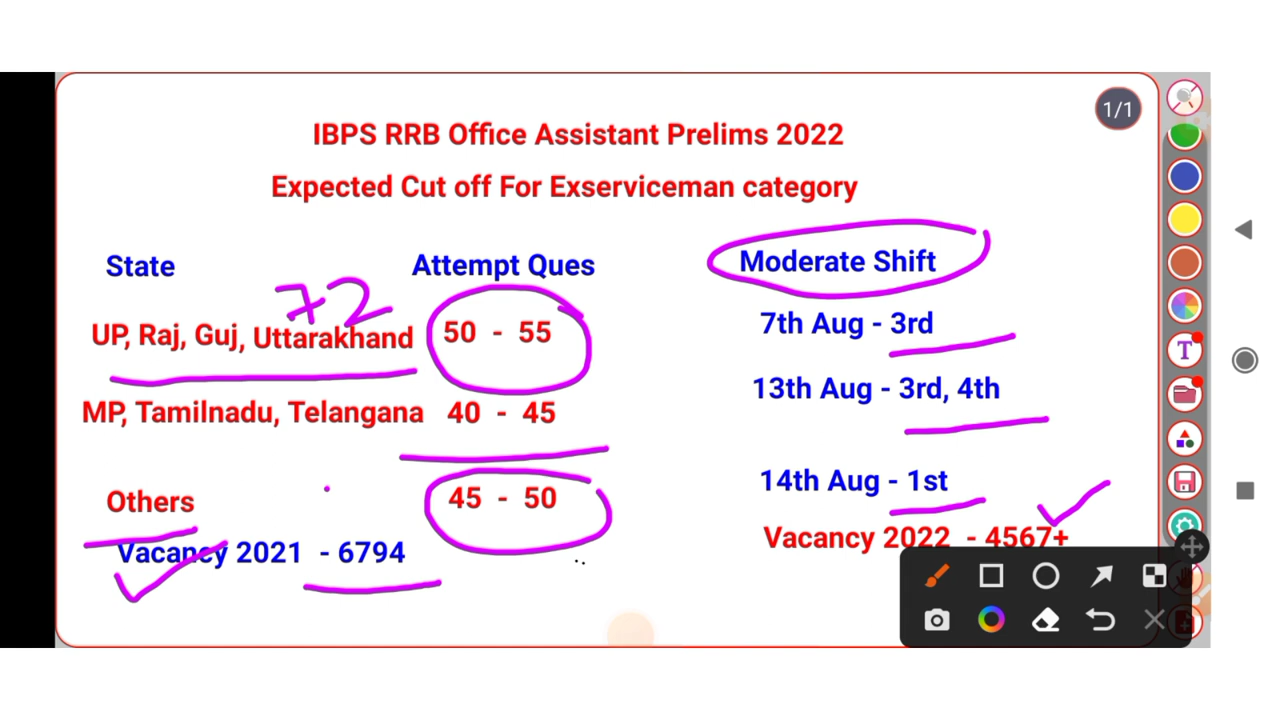 1/1
IBPS RRB Office Assistant Prelims 2022
Expected Cut off For Exserviceman category
State Attempt Ques Moderate Shift
72
UP, Raj, Guj, Uttarakhand 50 - 55 7th Aug - 3rd
MP, Tamilnadu, Telangana 40 - 45 13th Aug - 3rd, 4th
Others 45 - 50 14th Aug - 1st
Vacancy 2021 - 6794 Vacancy 2022 - 4567+
T